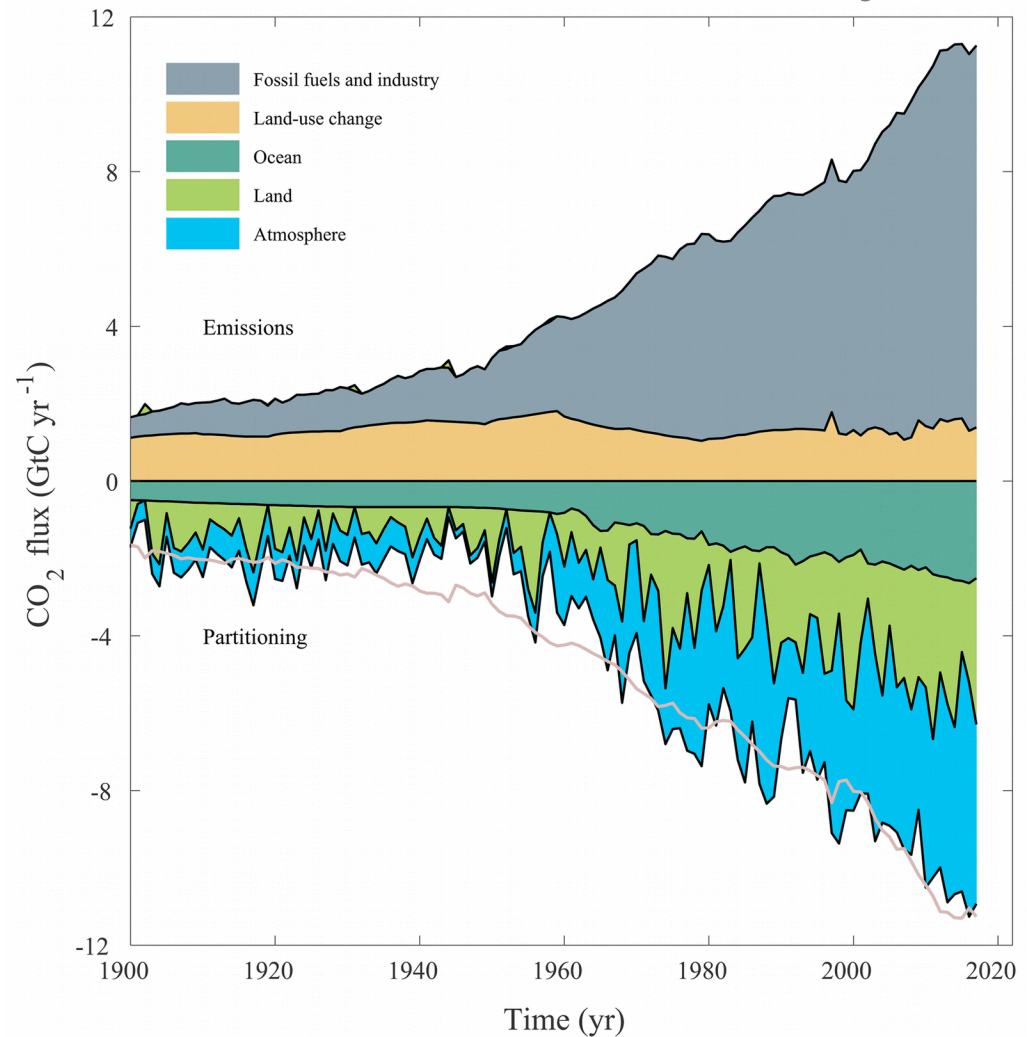 12
8
4
0
-4
-8
-12
Fossil fuels and industry
Land-use change
Ocean
Land
Atmosphere
Emissions
Partitioning
CO2 flux (GtC yr-1)
1900 1920 1940 1960 1980 2000 2020
Time (yr)